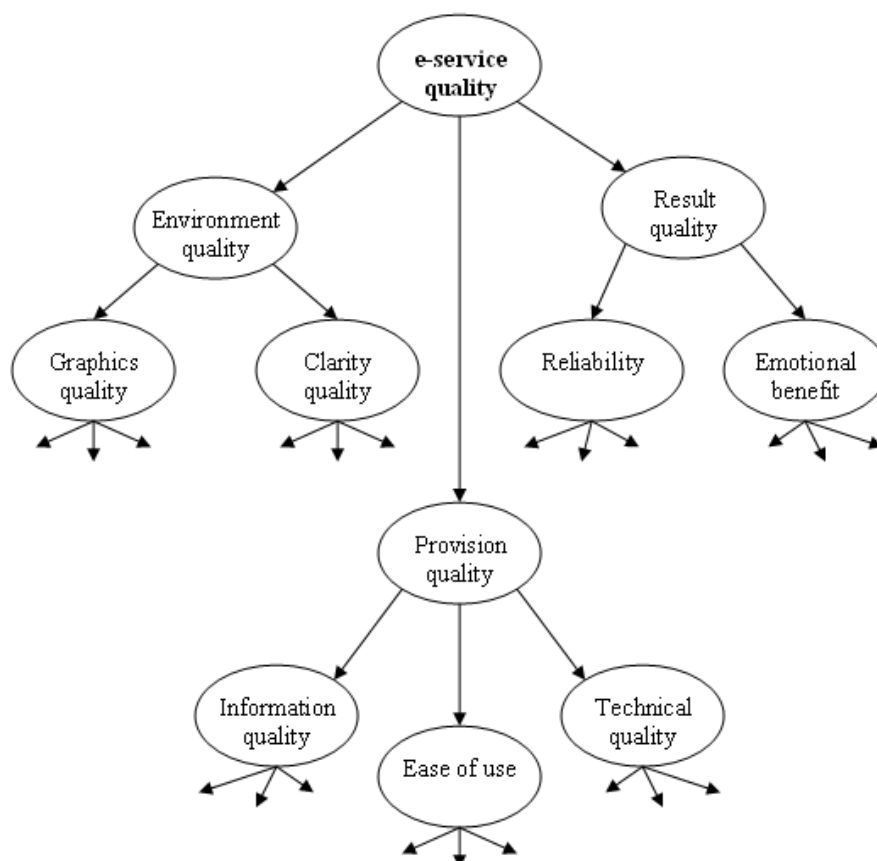 e-service
quality
Environment
quality
Result
quality
Graphics
quality
Clarity
quality
Reliability
Emotional
benefit
Provision
quality
Information
quality
Ease of use
Technical
quality